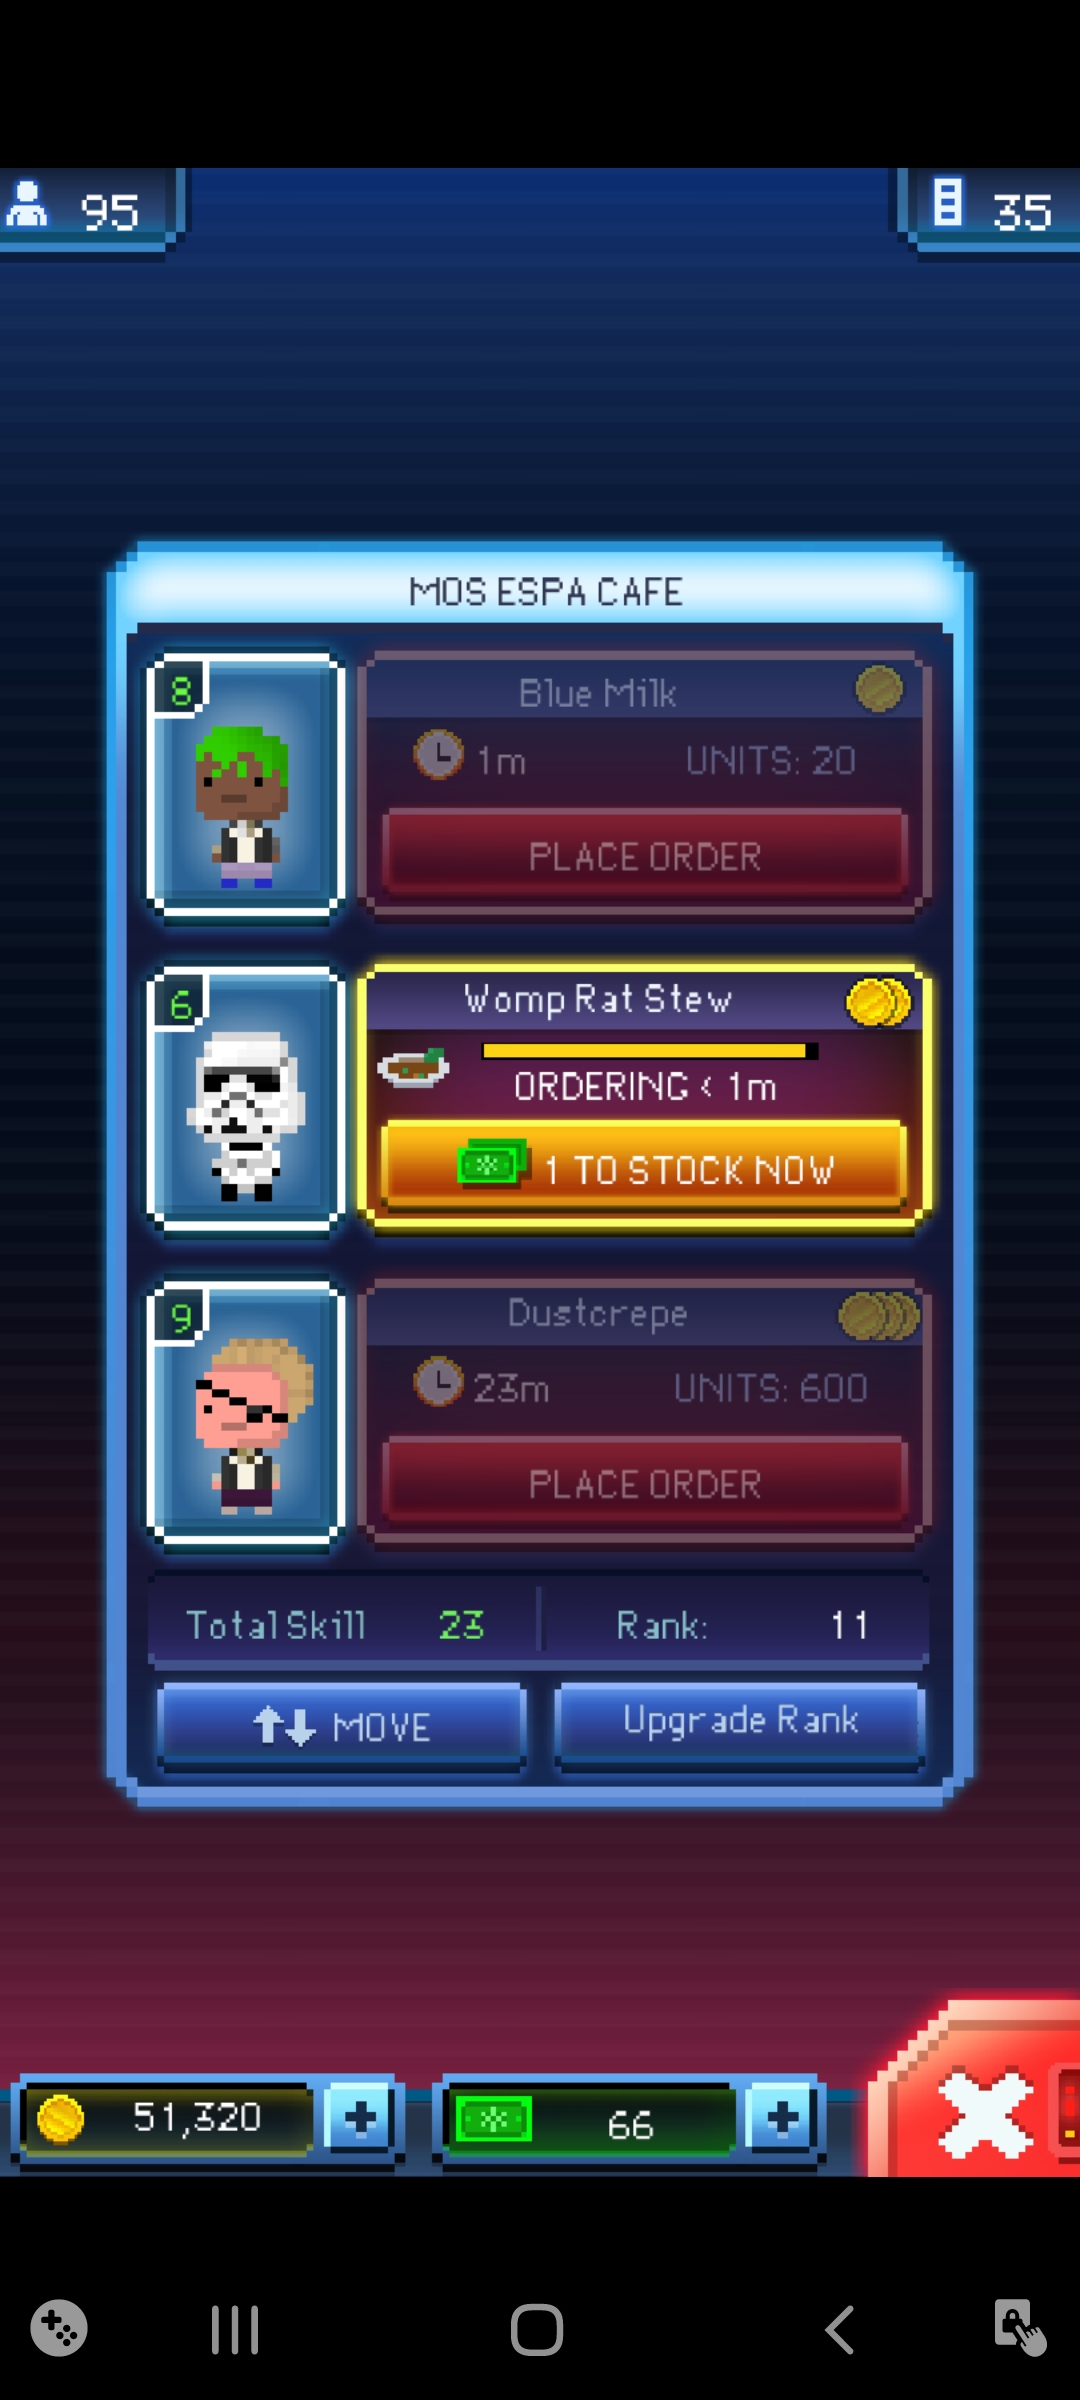 95
35
MOS ESPA CAFE
8
Blue Milk
1m
UNITS: 20
PLACE ORDER
6
Womp Rat Stew
ORDERING < 1m
1 TO STOCK NOW
9
Dustcrepe
23m
UNITS: 600
PLACE ORDER
Total Skill 23
Rank: 11
MOVE
Upgrade Rank
51,320
66